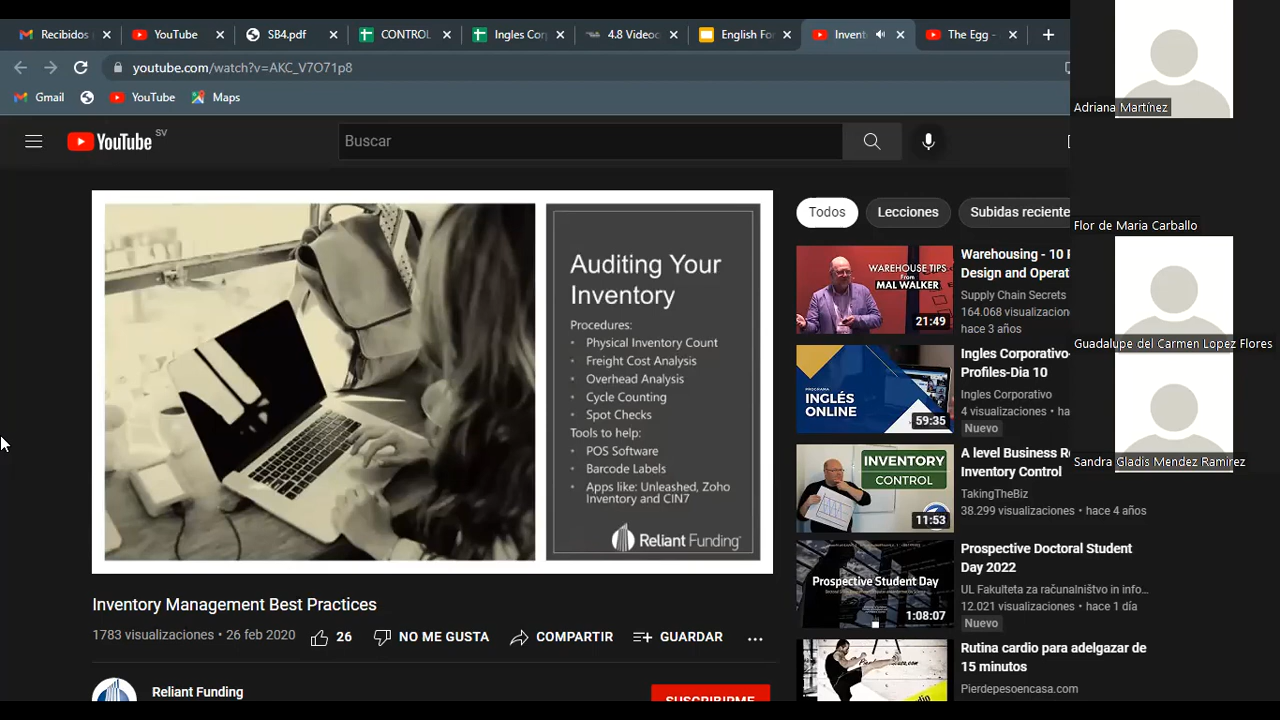 Recibidos
YouTube
SB4.pdf
CONTROL
Ingles Cor
4.8 Videoc
English Fo
Invent
The Egg -
youtube.com/watch?v=AKC_V7O71p8
Gmail
YouTube
Maps
YouTube SV
Buscar
Auditing Your
Inventory
Procedures:
• Physical Inventory Count
• Freight Cost Analysis
• Overhead Analysis
• Cycle Counting
• Spot Checks
Tools to help:
• POS Software
• Barcode Labels
• Apps like: Unleashed, Zoho
Inventory and CIN7
Reliant Funding
Inventory Management Best Practices
1783 visualizaciones • 26 feb 2020
26
NO ME GUSTA
COMPARTIR
GUARDAR
Reliant Funding
SUSCRIBIRME
Todos
Lecciones
Subidas reciente
WAREHOUSE TIPS
From
MAL WALKER
21:49
Warehousing - 10 
Design and Operat
Supply Chain Secrets
164.068 visualizacion
hace 3 años
PROGRAMA
INGLÉS
ONLINE
59:35
Ingles Corporativo-
Profiles-Dia 10
Ingles Corporativo
4 visualizaciones • ha
Nuevo
INVENTORY
CONTROL
11:53
A level Business Re
Inventory Control
TakingTheBiz
38.299 visualizaciones • hace 4 años
Prospective Student Day
1:08:07
Prospective Doctoral Student
Day 2022
UL Fakulteta za računalništvo in info...
12.021 visualizaciones • hace 1 día
Nuevo
Rutina cardio para adelgazar de
15 minutos
Pierdepesoencasa.com
Adriana Martínez
Flor de Maria Carballo
Guadalupe del Carmen Lopez Flores
Sandra Gladis Mendez Ramirez